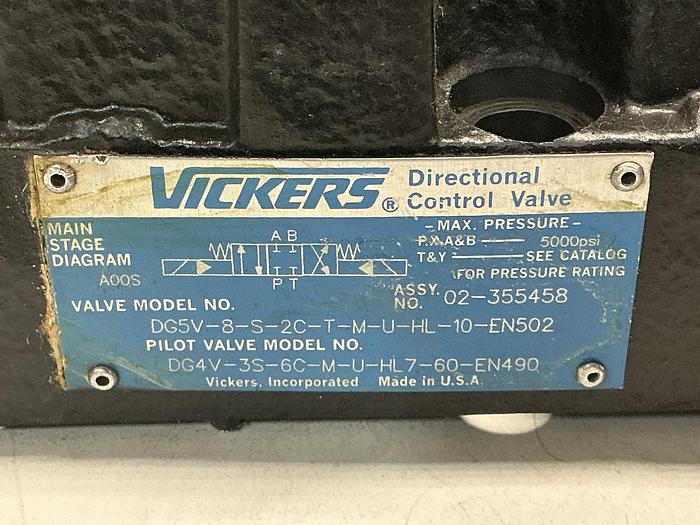 VICKERS® Directional
Control Valve
MAIN
STAGE
DIAGRAM
A00S
A B
P T
-MAX. PRESSURE-
P,X,A&B 5000psi
T&Y SEE CATALOG
FOR PRESSURE RATING
ASSY.
NO. 02-355458
VALVE MODEL NO.
DG5V-8-S-2C-T-M-U-HL-10-EN502
PILOT VALVE MODEL NO.
DG4V-3S-6C-M-U-HL7-60-EN490
Vickers, Incorporated Made in U.S.A.